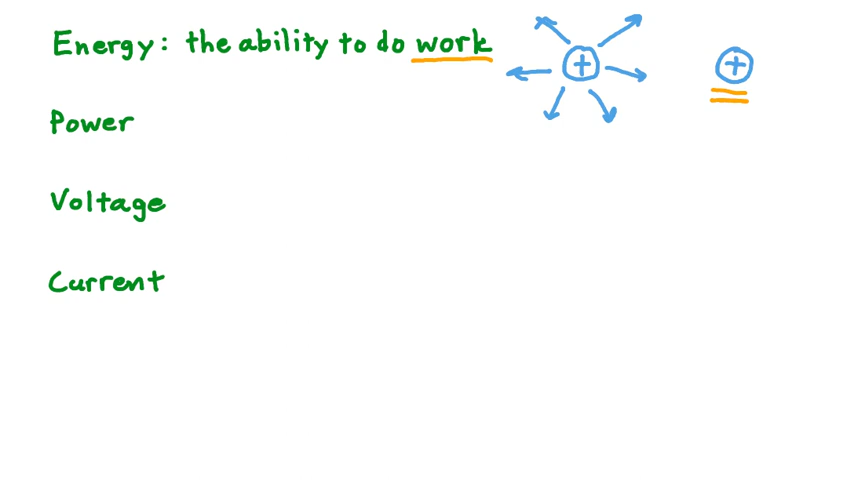 Energy: the ability to do work
+ +
Power
Voltage
Current